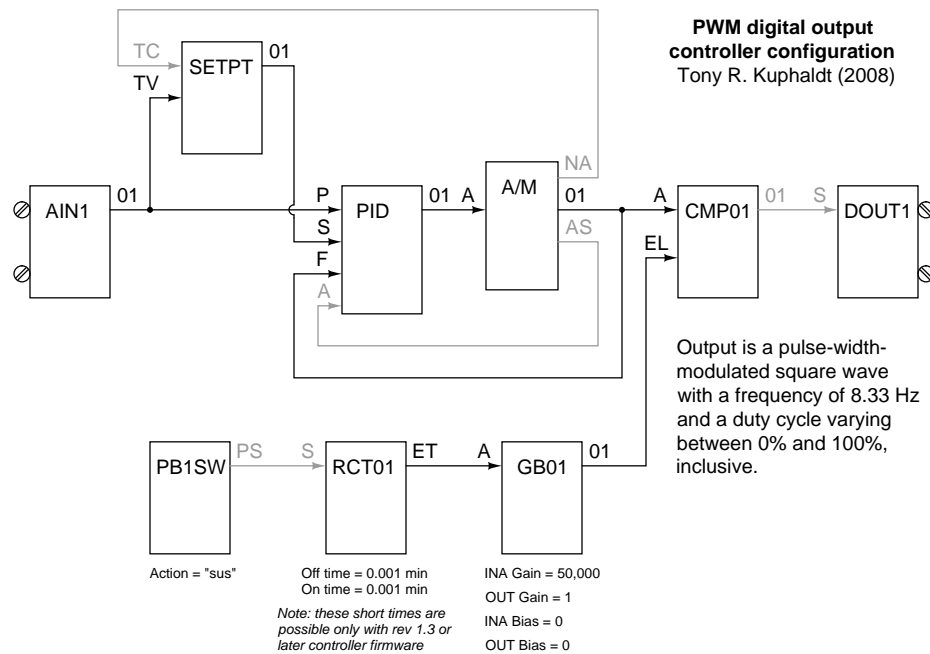 PWM digital output
controller configuration
Tony R. Kuphaldt (2008)
TC
TV
SETPT
01
AIN1
01
P
S
F
A
PID
01
A
A/M
NA
01
AS
A
EL
CMP01
01
S
DOUT1
Output is a pulse-width-
modulated square wave
with a frequency of 8.33 Hz
and a duty cycle varying
between 0% and 100%,
inclusive.
PB1SW
PS
S
RCT01
ET
A
GB01
01
Action = "sus"
Off time = 0.001 min
On time = 0.001 min
Note: these short times are
possible only with rev 1.3 or
later controller firmware
INA Gain = 50,000
OUT Gain = 1
INA Bias = 0
OUT Bias = 0